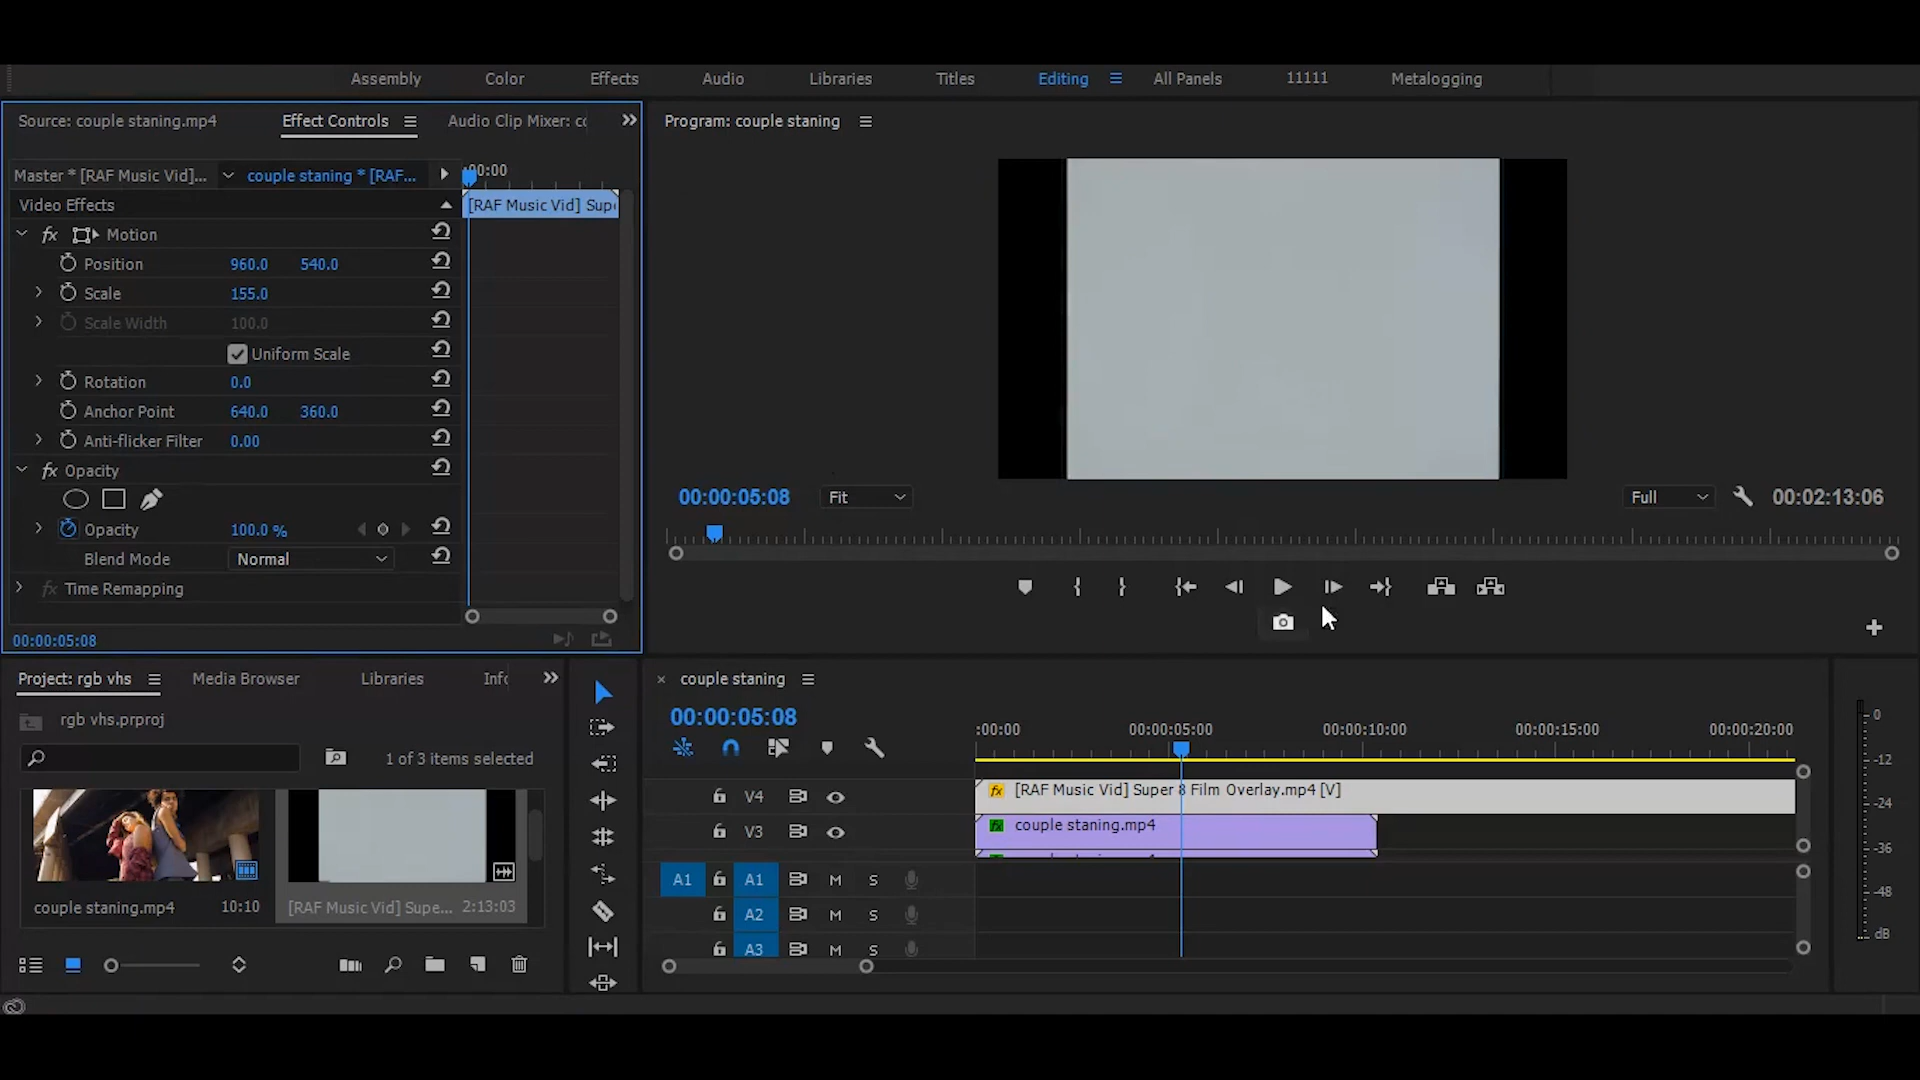 Assembly Color Effects Audio Libraries Titles Editing All Panels 11111 Metalogging
Source: couple staning.mp4 Effect Controls Audio Clip Mixer: cc
Master * [RAF Music Vid]... couple staning * [RAF...
:00:00
Video Effects
[RAF Music Vid] Supe
fx Motion
Position 960.0 540.0
Scale 155.0
Scale Width 100.0
Uniform Scale
Rotation 0.0
Anchor Point 640.0 360.0
Anti-flicker Filter 0.00
fx Opacity
Opacity 100.0 %
Blend Mode Normal
fx Time Remapping
00:00:05:08
Program: couple staning
00:00:05:08 Fit Full 00:02:13:06
Project: rgb vhs Media Browser Libraries Info
rgb vhs.prproj
1 of 3 items selected
couple staning.mp4 10:10
[RAF Music Vid] Supe... 2:13:03
couple staning
00:00:05:08
:00:00 00:00:05:00 00:00:10:00 00:00:15:00 00:00:20:00
V4 fx [RAF Music Vid] Super 8 Film Overlay.mp4 [V]
V3 fx couple staning.mp4
A1 A1 M S
A2 M S
A3 M S
0
-12
-24
-36
-48
dB